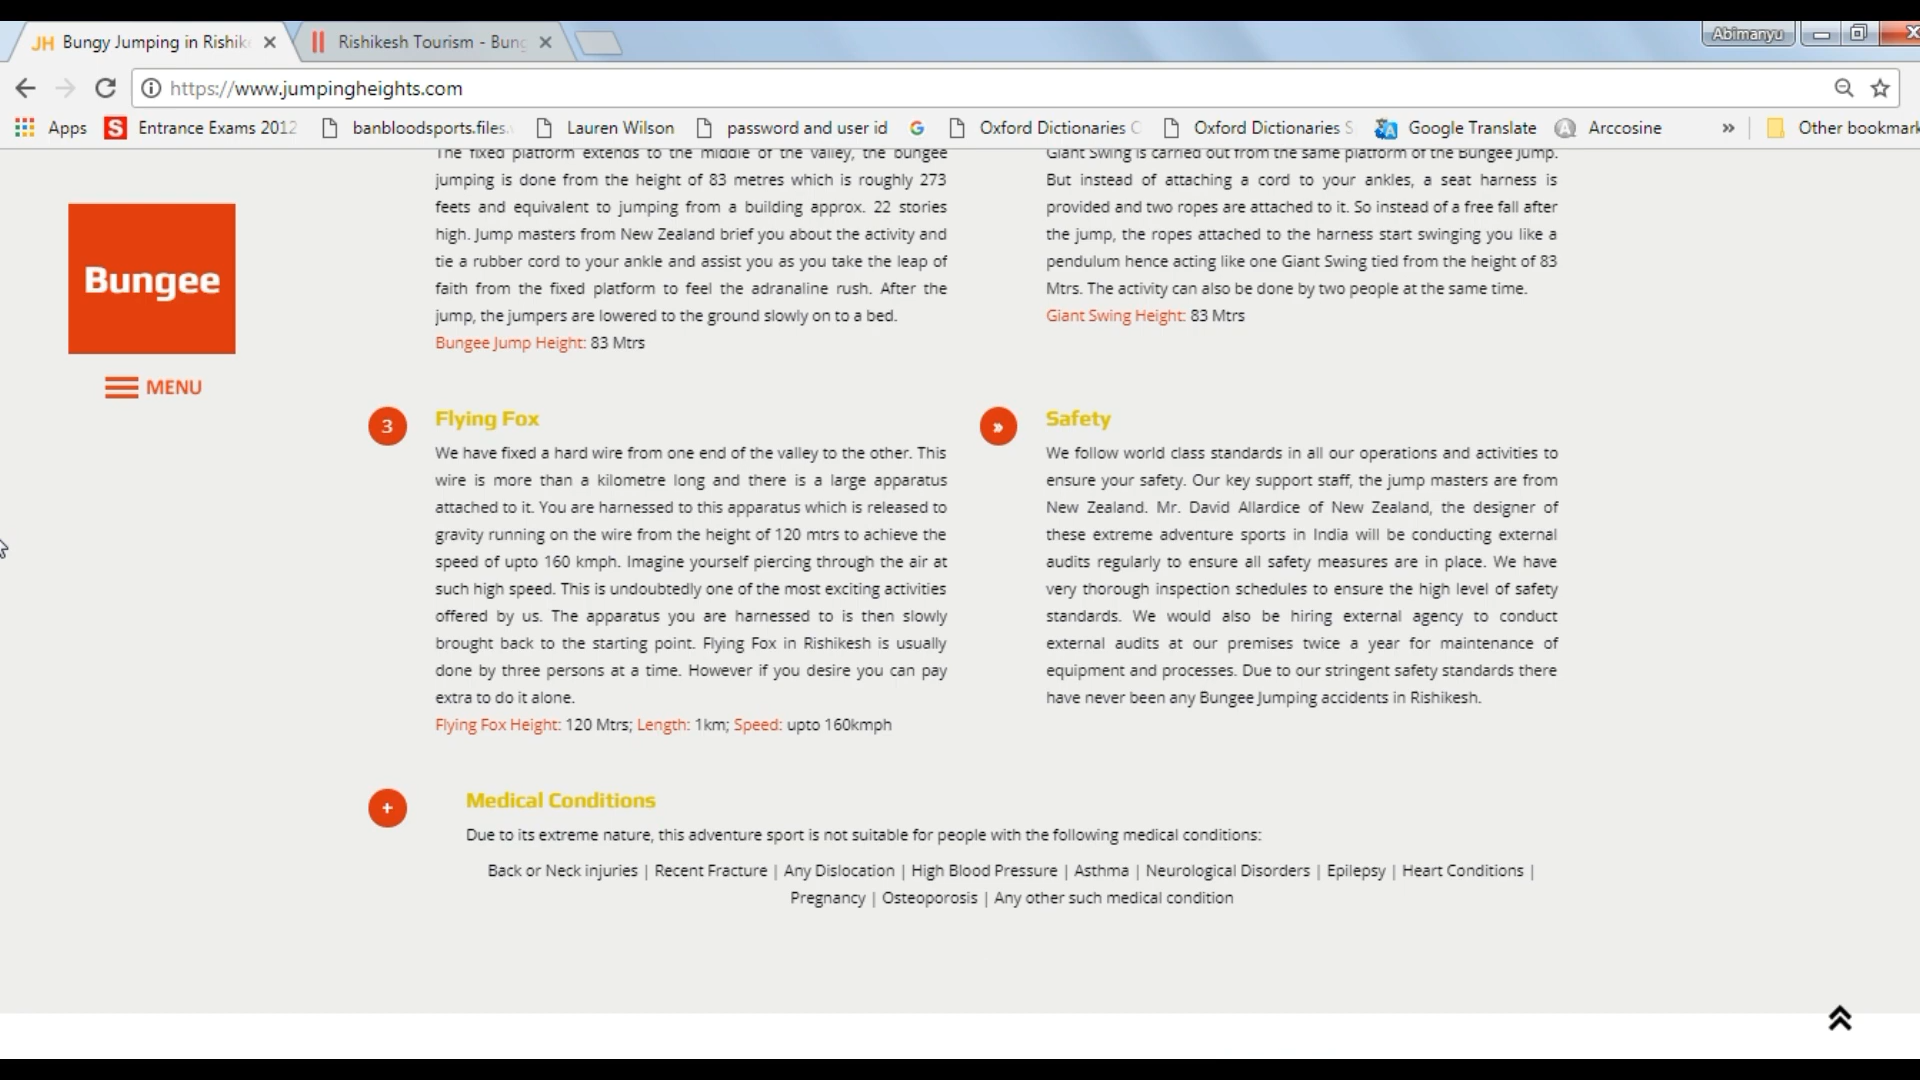 JH Bungy Jumping in Rishik
Rishikesh Tourism - Bung
Abimanyu
https://www.jumpingheights.com
Apps
S Entrance Exams 2012
banbloodsports.files.
Lauren Wilson
password and user id
G
Oxford Dictionaries
Oxford Dictionaries S
Google Translate
Arccosine
»
Other bookmark
Bungee
MENU
The fixed platform extends to the middle of the valley, the bungee
jumping is done from the height of 83 metres which is roughly 273
feets and equivalent to jumping from a building approx. 22 stories
high. Jump masters from New Zealand brief you about the activity and
tie a rubber cord to your ankle and assist you as you take the leap of
faith from the fixed platform to feel the adranaline rush. After the
jump, the jumpers are lowered to the ground slowly on to a bed.
Bungee Jump Height: 83 Mtrs
Giant Swing is carried out from the same platform of the Bungee Jump.
But instead of attaching a cord to your ankles, a seat harness is
provided and two ropes are attached to it. So instead of a free fall after
the jump, the ropes attached to the harness start swinging you like a
pendulum hence acting like one Giant Swing tied from the height of 83
Mtrs. The activity can also be done by two people at the same time.
Giant Swing Height: 83 Mtrs
3 Flying Fox
We have fixed a hard wire from one end of the valley to the other. This
wire is more than a kilometre long and there is a large apparatus
attached to it. You are harnessed to this apparatus which is released to
gravity running on the wire from the height of 120 mtrs to achieve the
speed of upto 160 kmph. Imagine yourself piercing through the air at
such high speed. This is undoubtedly one of the most exciting activities
offered by us. The apparatus you are harnessed to is then slowly
brought back to the starting point. Flying Fox in Rishikesh is usually
done by three persons at a time. However if you desire you can pay
extra to do it alone.
Flying Fox Height: 120 Mtrs; Length: 1km; Speed: upto 160kmph
» Safety
We follow world class standards in all our operations and activities to
ensure your safety. Our key support staff, the jump masters are from
New Zealand. Mr. David Allardice of New Zealand, the designer of
these extreme adventure sports in India will be conducting external
audits regularly to ensure all safety measures are in place. We have
very thorough inspection schedules to ensure the high level of safety
standards. We would also be hiring external agency to conduct
external audits at our premises twice a year for maintenance of
equipment and processes. Due to our stringent safety standards there
have never been any Bungee Jumping accidents in Rishikesh.
+ Medical Conditions
Due to its extreme nature, this adventure sport is not suitable for people with the following medical conditions:
Back or Neck injuries | Recent Fracture | Any Dislocation | High Blood Pressure | Asthma | Neurological Disorders | Epilepsy | Heart Conditions |
Pregnancy | Osteoporosis | Any other such medical condition